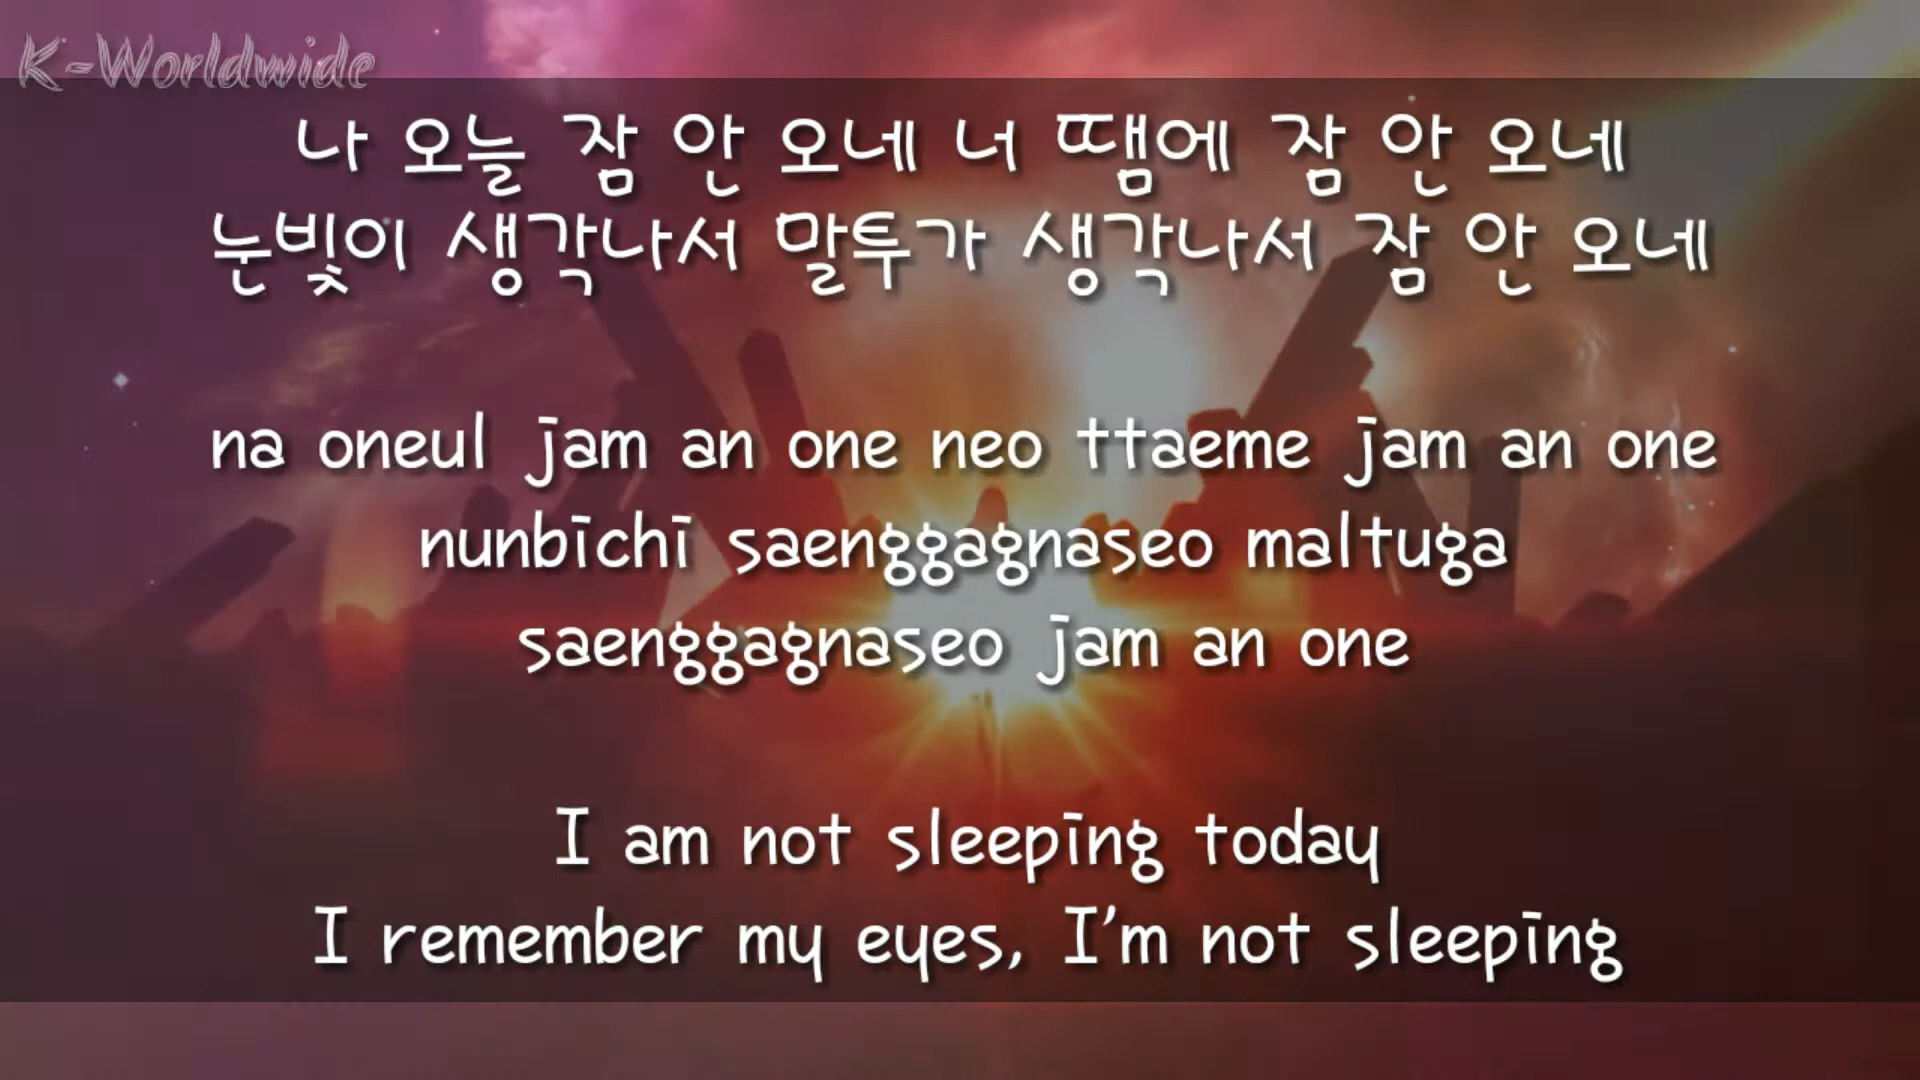 K-Worldwide
나 오늘 잠 안 오네 너 땜에 잠 안 오네
눈빛이 생각나서 말투가 생각나서 잠 안 오네
na oneul jam an one neo ttaeme jam an one
nunbichi saenggagnaseo maltuga
saenggagnaseo jam an one
I am not sleeping today
I remember my eyes, I'm not sleeping